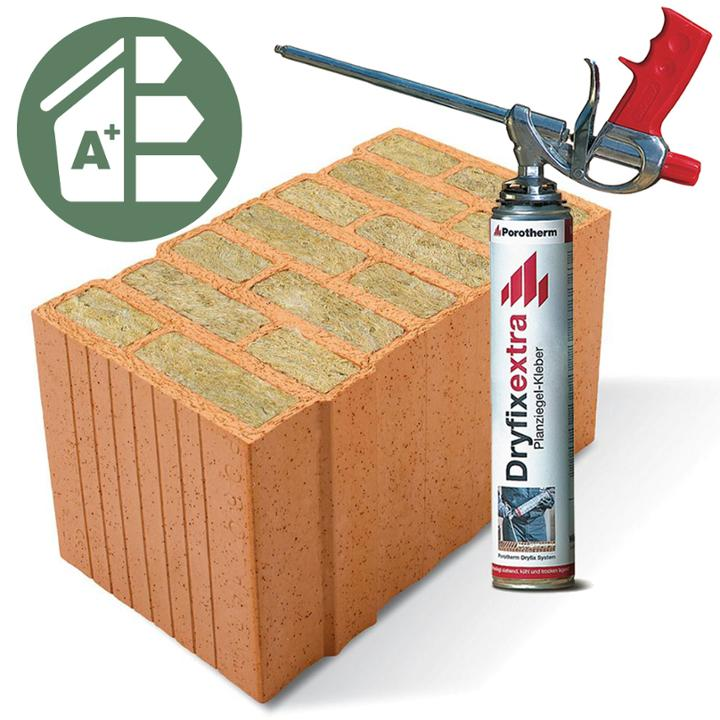 A+
Porotherm
Dryfixextra
Planziegel-Kleber
Porotherm Dryfix System